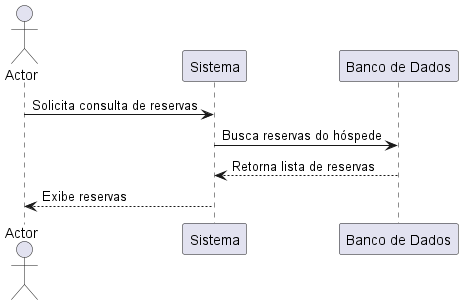 Actor
Sistema
Banco de Dados
Solicita consulta de reservas
Busca reservas do hóspede
Retorna lista de reservas
Exibe reservas
Actor
Sistema
Banco de Dados